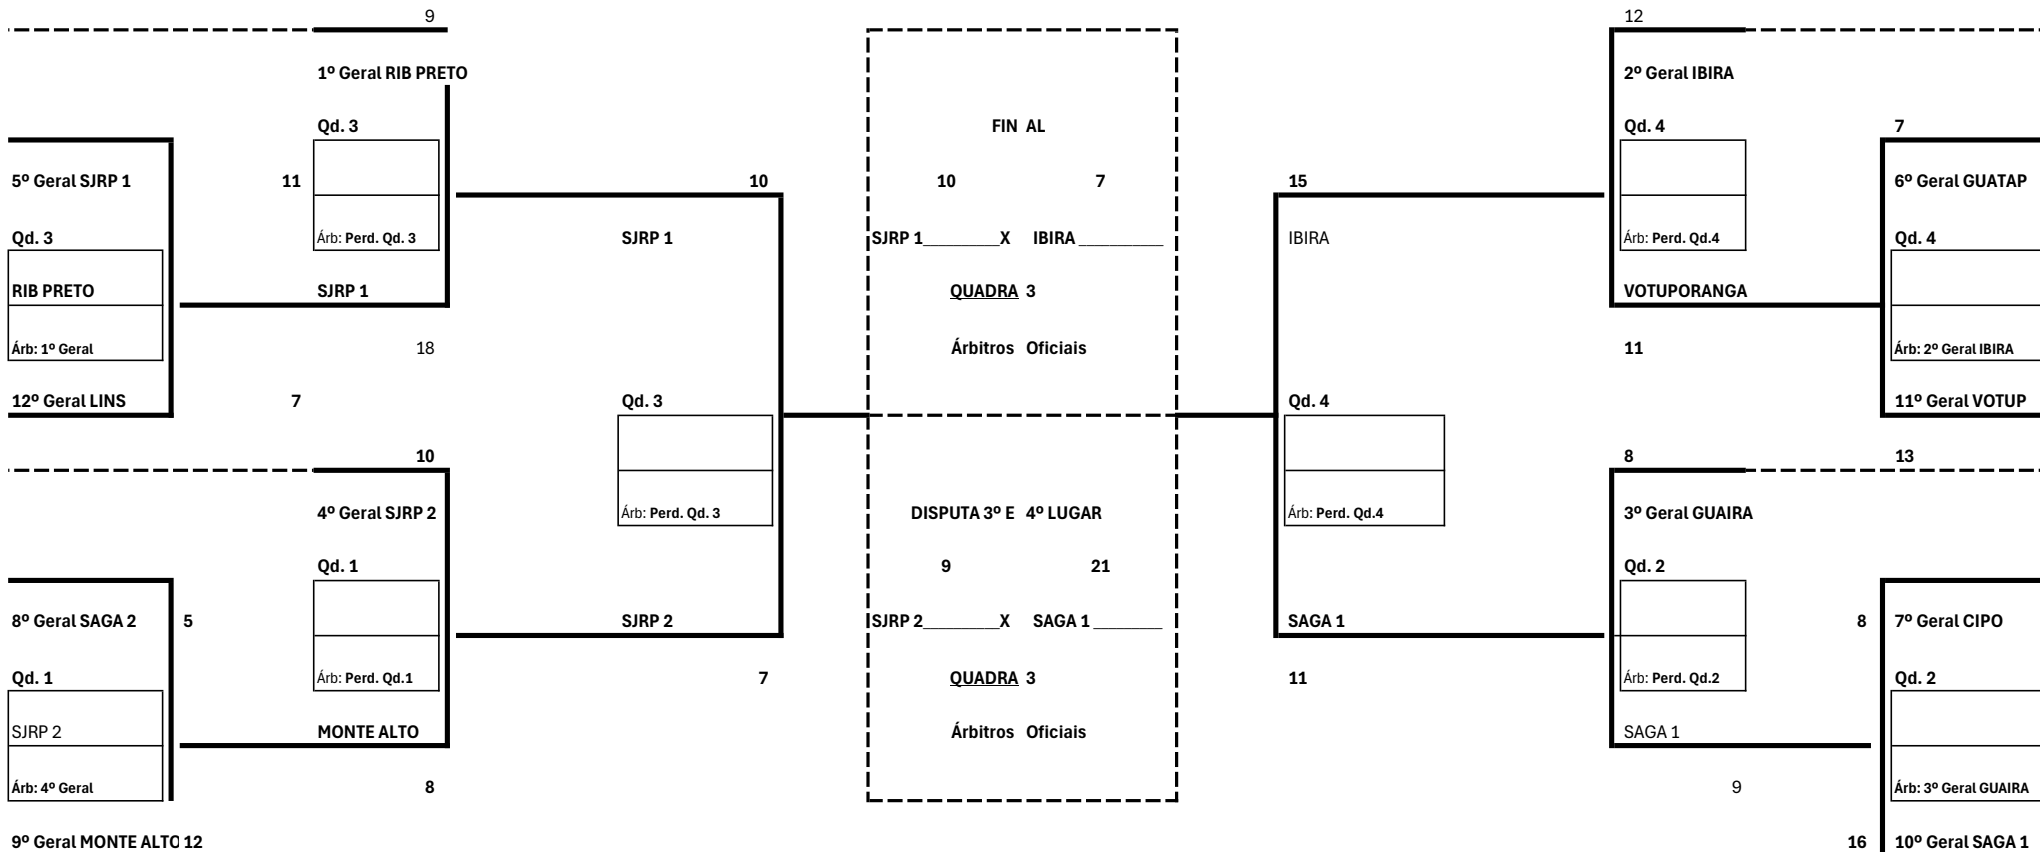 9 12
1º Geral RIB PRETO 2º Geral IBIRA
Qd. 3 FIN AL Qd. 4 7
5º Geral SJRP 1 11 10 10 7 15 6º Geral GUATAP
Qd. 3 Árb: Perd. Qd. 3 SJRP 1 SJRP 1_________X IBIRA __________ IBIRA Árb: Perd. Qd.4 Qd. 4
RIB PRETO SJRP 1 QUADRA 3 VOTUPORANGA
Árb: 1º Geral 18 Árbitros Oficiais 11 Árb: 2º Geral IBIRA
12º Geral LINS 7 Qd. 3 Qd. 4 11º Geral VOTUP
10 8 13
4º Geral SJRP 2 Árb: Perd. Qd. 3 DISPUTA 3º E 4º LUGAR Árb: Perd. Qd.4 3º Geral GUAIRA
Qd. 1 9 21 Qd. 2
8º Geral SAGA 2 5 SJRP 2 SJRP 2_________X SAGA 1 ________ SAGA 1 8 7º Geral CIPO
Qd. 1 Árb: Perd. Qd.1 7 QUADRA 3 11 Árb: Perd. Qd.2 Qd. 2
SJRP 2 MONTE ALTO Árbitros Oficiais SAGA 1
Árb: 4º Geral 8 9 Árb: 3º Geral GUAIRA
9º Geral MONTE ALTO 12 16 10º Geral SAGA 1